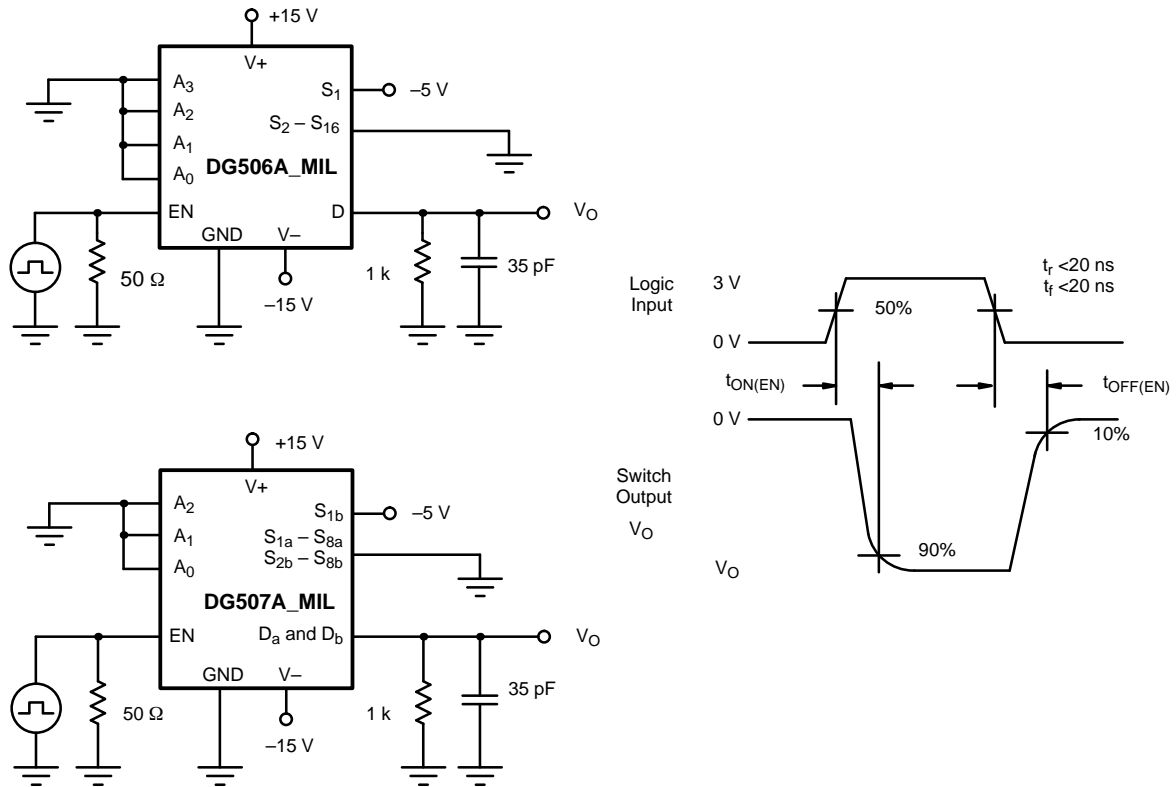 +15 V
V+
A3
S1
–5 V
A2
S2 – S16
A1
DG506A_MIL
A0
EN
D
VO
GND
V–
50 Ω
1 k
35 pF
–15 V
+15 V
V+
A2
S1b
–5 V
A1
S1a – S8a
S2b – S8b
A0
DG507A_MIL
EN
Da and Db
VO
GND
V–
50 Ω
1 k
35 pF
–15 V
Logic
Input
3 V
tr <20 ns
tf <20 ns
50%
0 V
tON(EN)
tOFF(EN)
0 V
10%
Switch
Output
VO
90%
VO